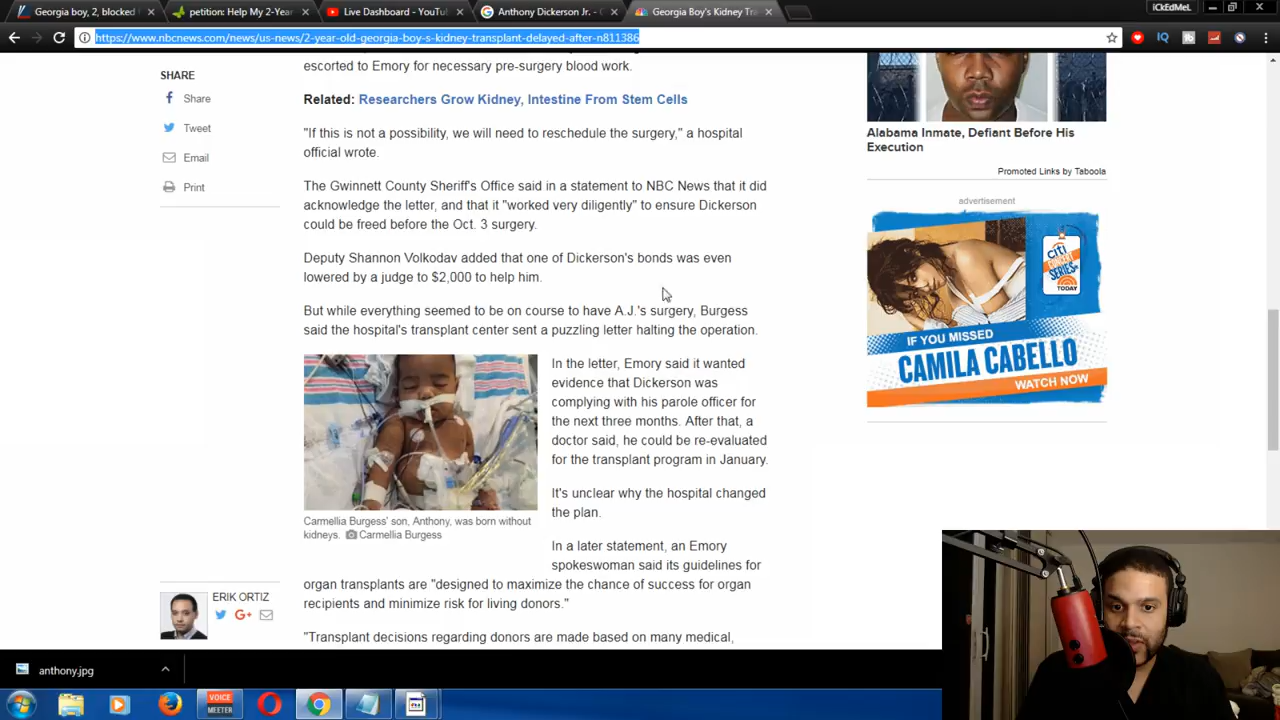 Georgia boy, 2, blocked
petition: Help My 2-Year
Live Dashboard - YouTu
Anthony Dickerson Jr. - C
Georgia Boy's Kidney Tra
iCkEdMeL
https://www.nbcnews.com/news/us-news/2-year-old-georgia-boy-s-kidney-transplant-delayed-after-n811386
IQ
SHARE
Share
Tweet
Email
Print
escorted to Emory for necessary pre-surgery blood work.
Related: Researchers Grow Kidney, Intestine From Stem Cells
"If this is not a possibility, we will need to reschedule the surgery," a hospital
official wrote.
The Gwinnett County Sheriff's Office said in a statement to NBC News that it did
acknowledge the letter, and that it "worked very diligently" to ensure Dickerson
could be freed before the Oct. 3 surgery.
Deputy Shannon Volkodav added that one of Dickerson's bonds was even
lowered by a judge to $2,000 to help him.
But while everything seemed to be on course to have A.J.'s surgery, Burgess
said the hospital's transplant center sent a puzzling letter halting the operation.
In the letter, Emory said it wanted
evidence that Dickerson was
complying with his parole officer for
the next three months. After that, a
doctor said, he could be re-evaluated
for the transplant program in January.
It's unclear why the hospital changed
the plan.
Carmellia Burgess' son, Anthony, was born without
kidneys. Carmellia Burgess
In a later statement, an Emory
spokeswoman said its guidelines for
organ transplants are "designed to maximize the chance of success for organ
recipients and minimize risk for living donors."
"Transplant decisions regarding donors are made based on many medical,
ERIK ORTIZ
Alabama Inmate, Defiant Before His
Execution
Promoted Links by Taboola
advertisement
citi
CONCERT
SERIES
TODAY
IF YOU MISSED
CAMILA CABELLO
WATCH NOW
anthony.jpg
VOICE
MEETER